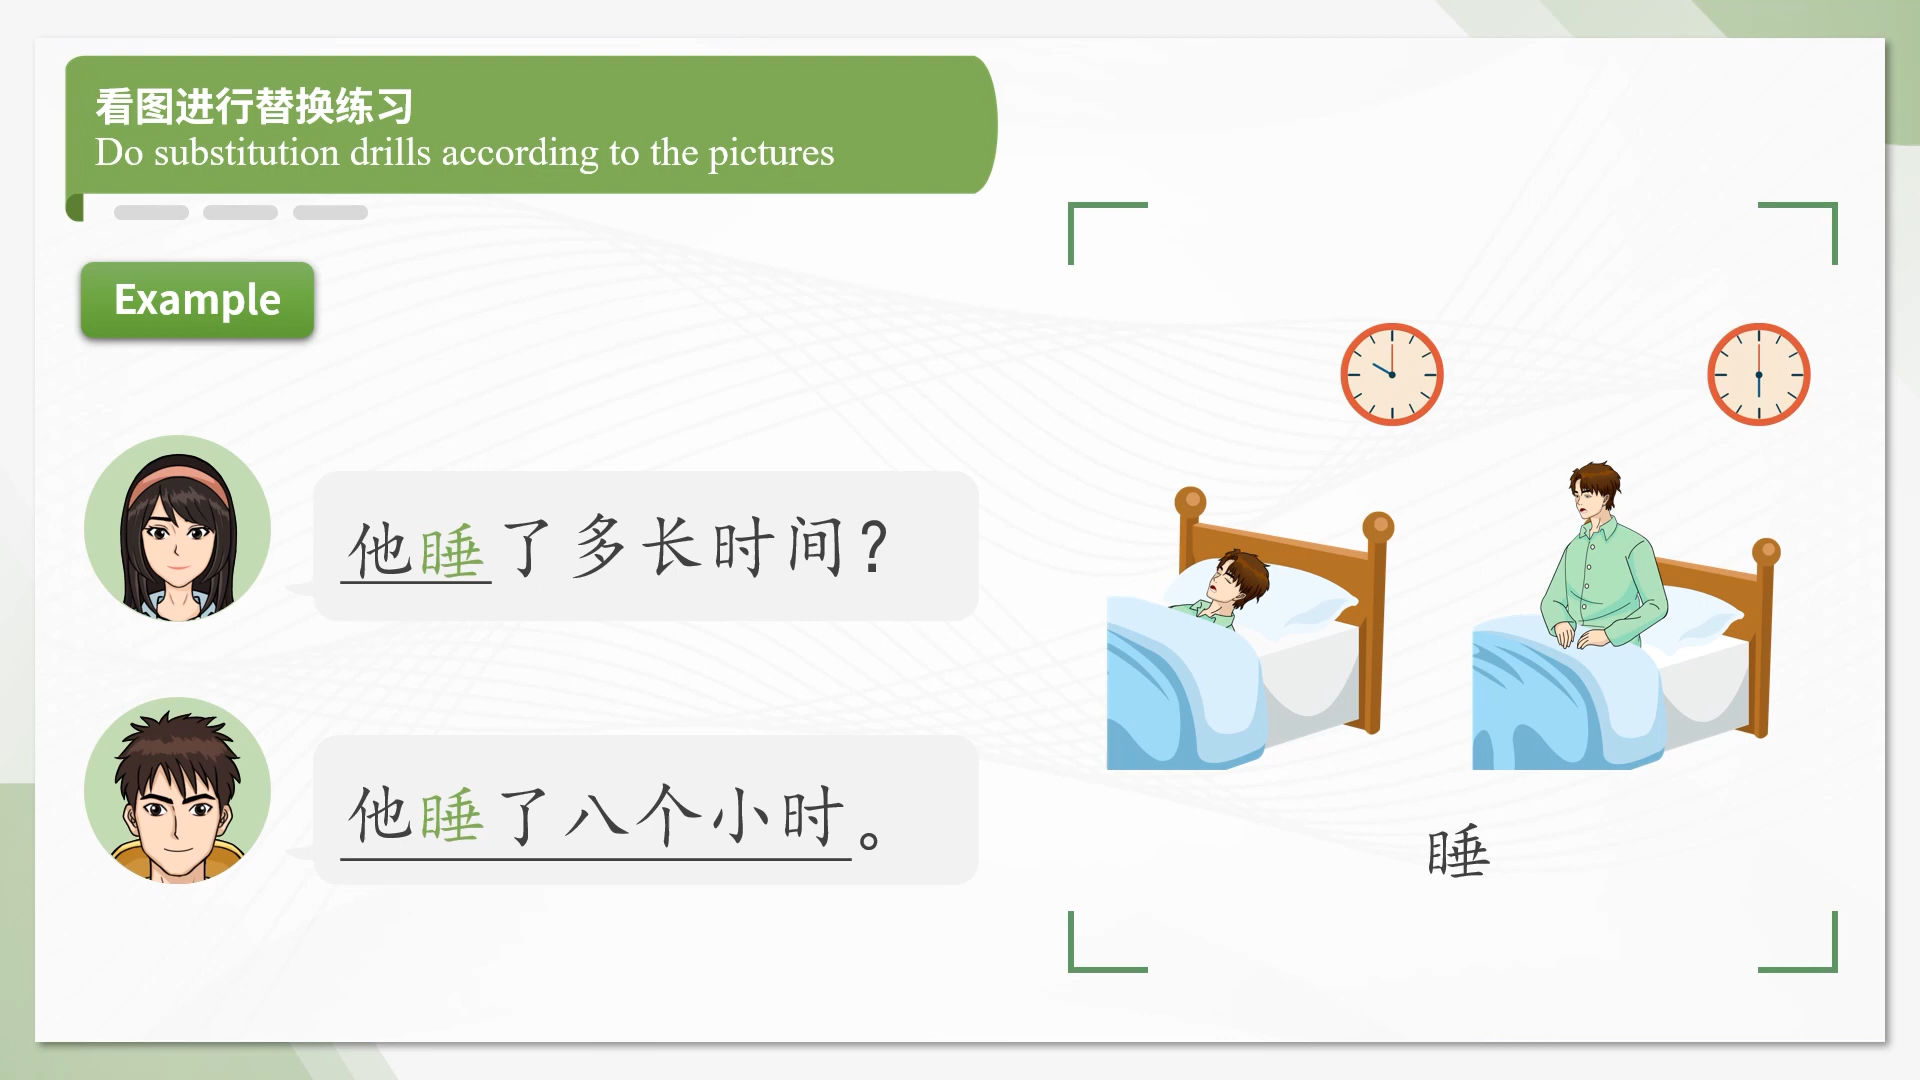 看图进行替换练习
Do substitution drills according to the pictures
Example
他睡了多长时间？
他睡了八个小时。
睡